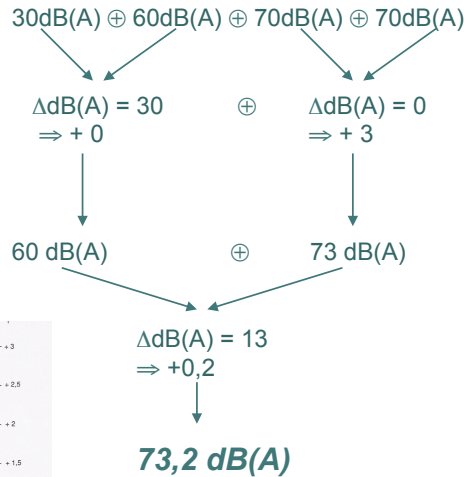 30dB(A) ⊕ 60dB(A) ⊕ 70dB(A) ⊕ 70dB(A)
ΔdB(A) = 30 ⊕ ΔdB(A) = 0
⇒ + 0 ⇒ + 3
60 dB(A) ⊕ 73 dB(A)
ΔdB(A) = 13
⇒ +0,2
73,2 dB(A)
+ 3
+ 2,5
+ 2
+ 1,5